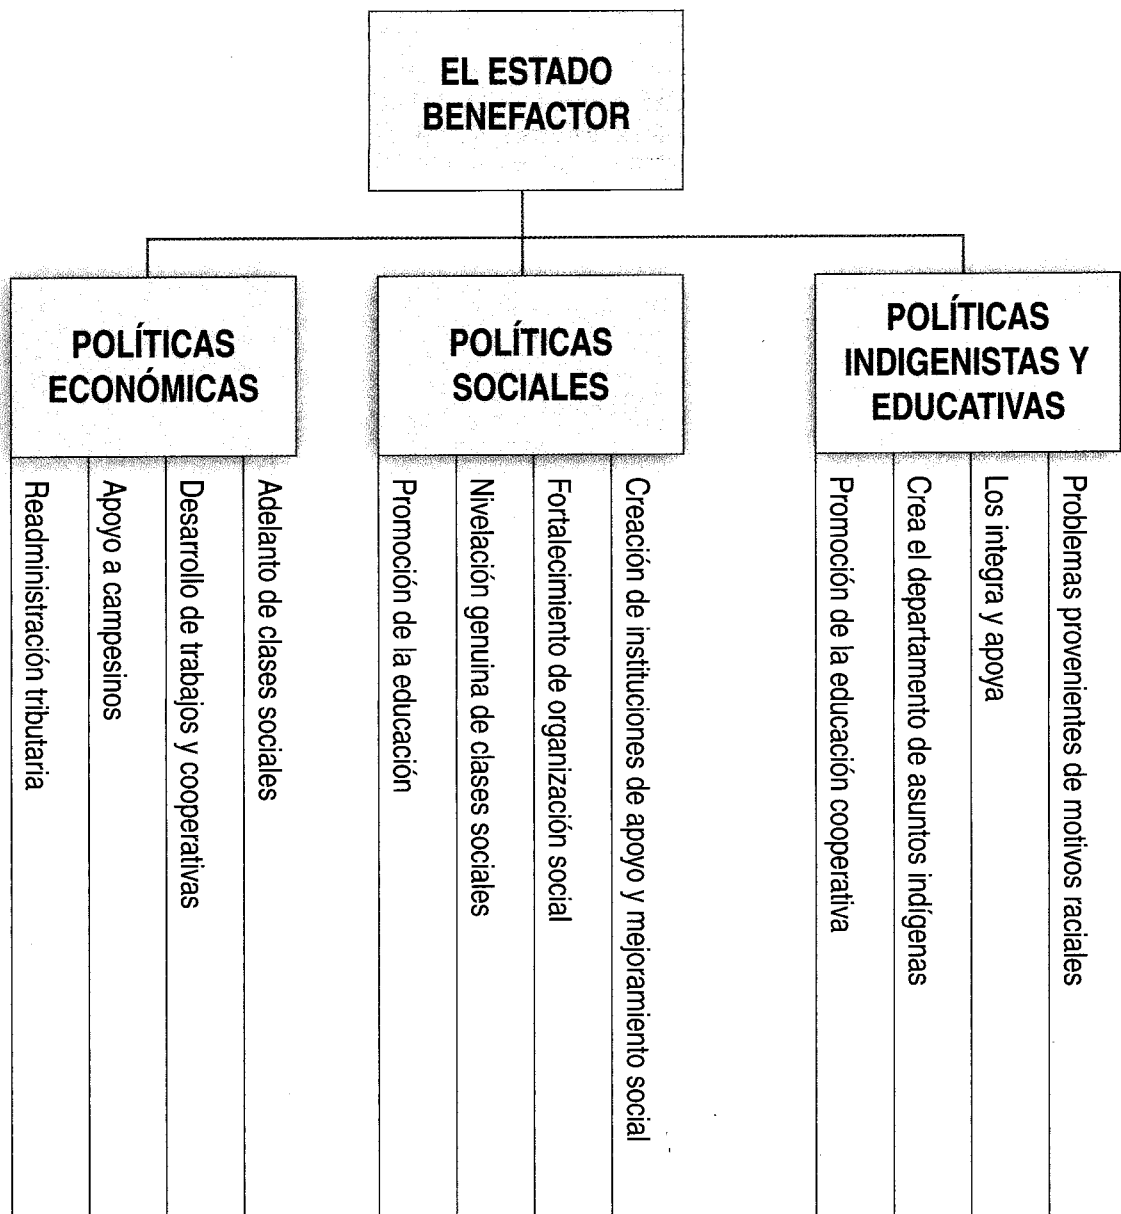 EL ESTADO
BENEFACTOR
POLÍTICAS
ECONÓMICAS
Adelanto de clases sociales
Desarrollo de trabajos y cooperativas
Apoyo a campesinos
Readministración tributaria
POLÍTICAS
SOCIALES
Creación de instituciones de apoyo y mejoramiento social
Fortalecimiento de organización social
Nivelación genuina de clases sociales
Promoción de la educación
POLÍTICAS
INDIGENISTAS Y
EDUCATIVAS
Problemas provenientes de motivos raciales
Los integra y apoya
Crea el departamento de asuntos indígenas
Promoción de la educación cooperativa